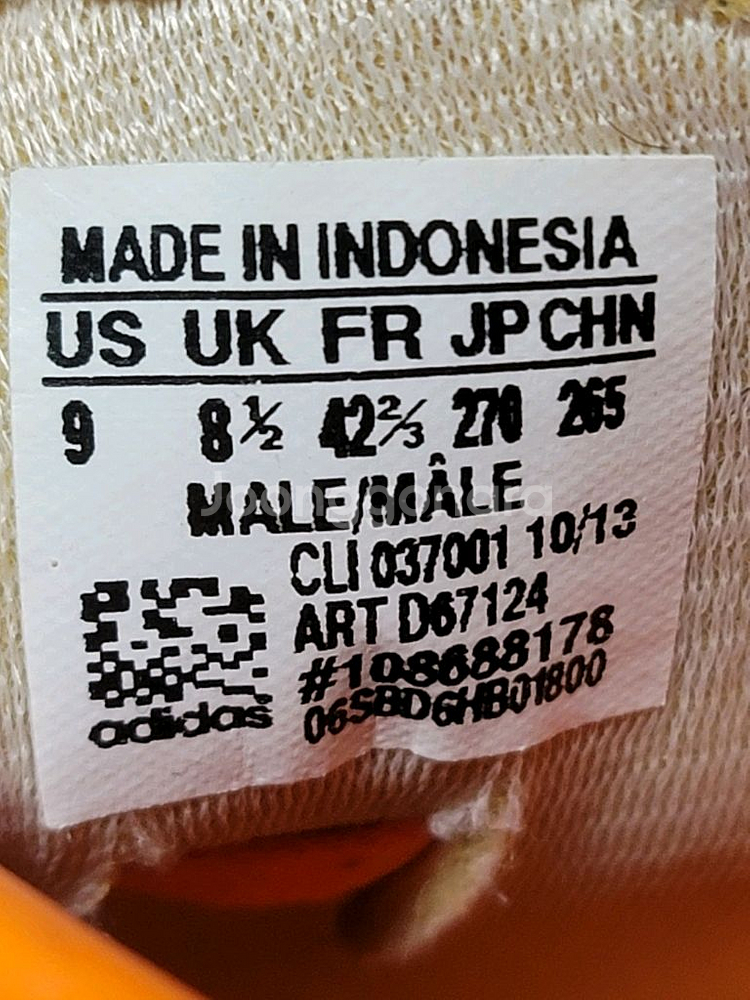 MADE IN INDONESIA
US UK FR JP CHN
9 8½ 42⅔ 270 265
MALE/MÂLE
Joonggonara
CLI 037001 10/13
ART D67124
#108688178
06SBD6HB01800
adidas